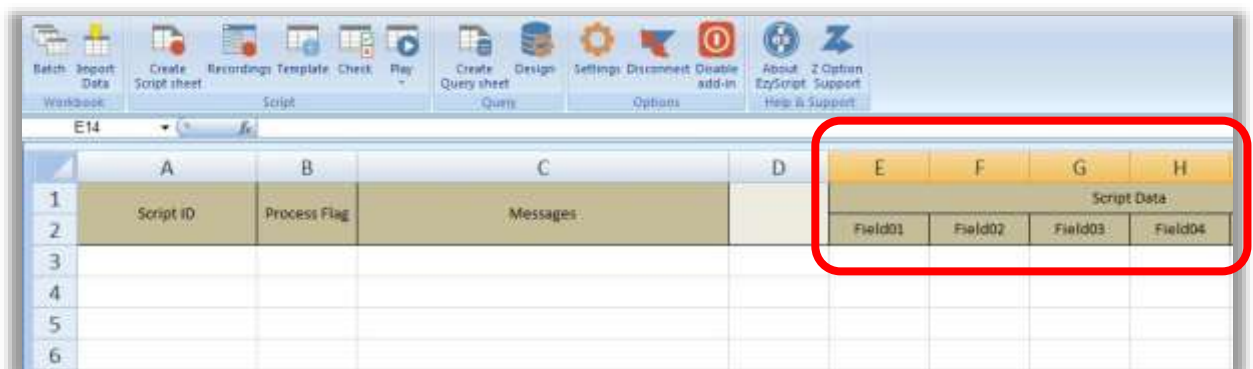 Batch Import Data Create Script sheet Recordings Template Check Play Create Query sheet Design Settings Disconnect Disable add-in About EzyScript Z Option Support
Workbook Script Query Options Help & Support
E14 fx
A B C D E F G H
1 Script ID Process Flag Messages Script Data
2 Field01 Field02 Field03 Field04
3
4
5
6